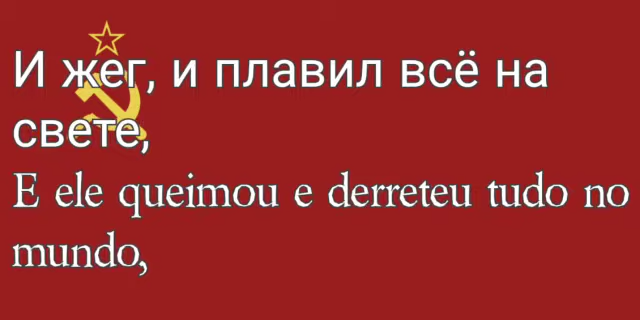 И жег, и плавил всё на
свете,
E ele queimou e derreteu tudo no
mundo,